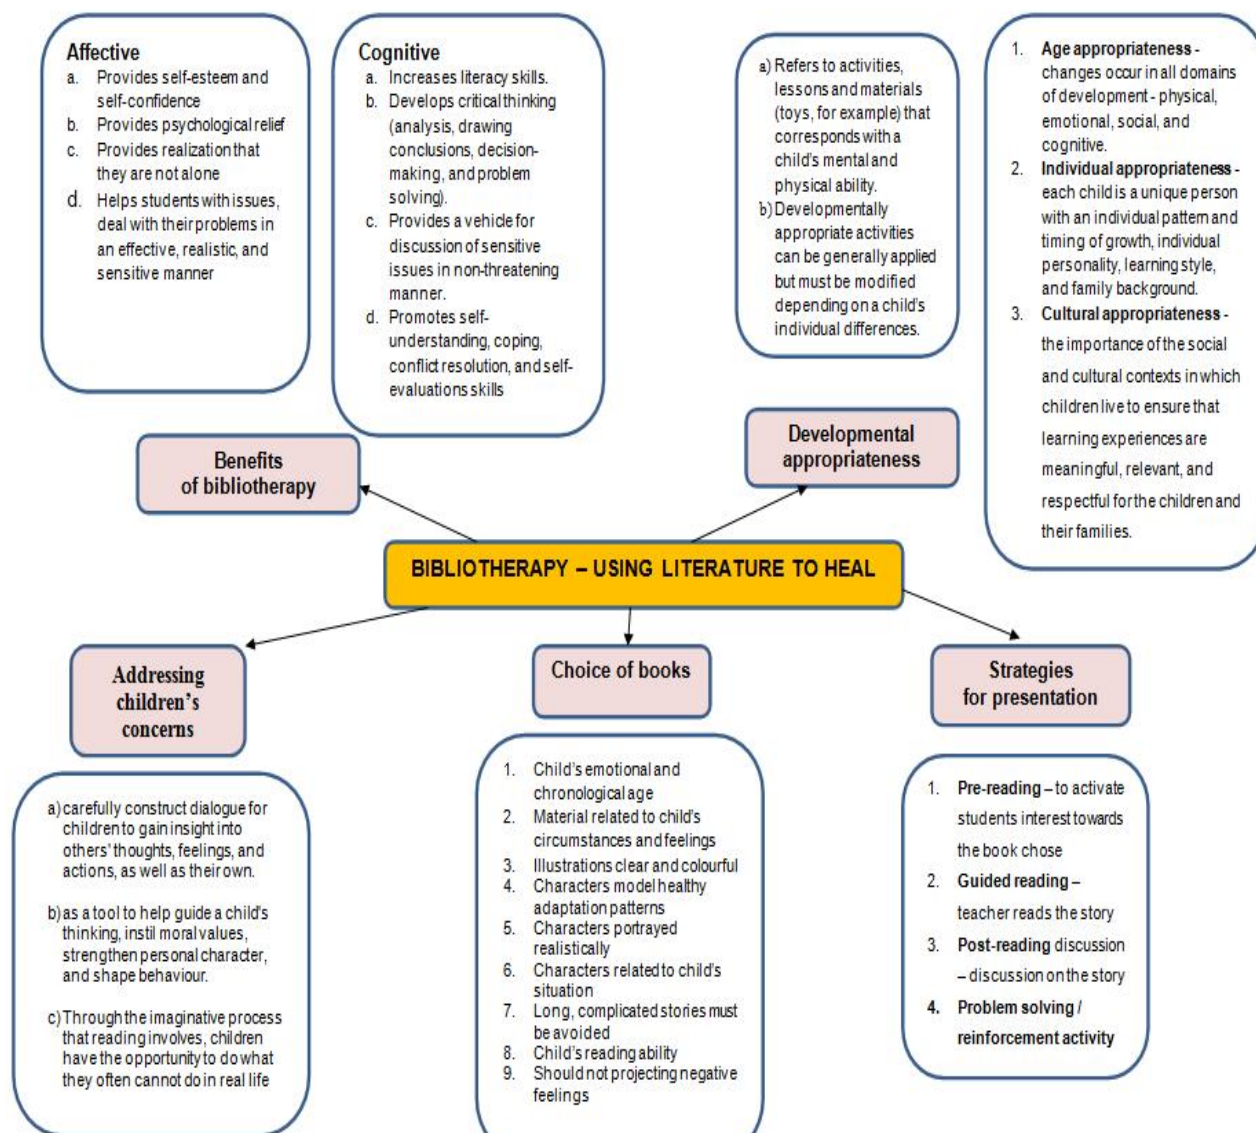 Affective
a. Provides self-esteem and
self-confidence
b. Provides psychological relief
c. Provides realization that
they are not alone
d. Helps students with issues,
deal with their problems in
an effective, realistic, and
sensitive manner
Cognitive
a. Increases literacy skills.
b. Develops critical thinking
(analysis, drawing
conclusions, decision-
making, and problem
solving).
c. Provides a vehicle for
discussion of sensitive
issues in non-threatening
manner.
d. Promotes self-
understanding, coping,
conflict resolution, and self-
evaluations skills
a) Refers to activities,
lessons and materials
(toys, for example) that
corresponds with a
child's mental and
physical ability.
b) Developmentally
appropriate activities
can be generally applied
but must be modified
depending on a child's
individual differences.
1. Age appropriateness -
changes occur in all domains
of development - physical,
emotional, social, and
cognitive.
2. Individual appropriateness -
each child is a unique person
with an individual pattern and
timing of growth, individual
personality, learning style,
and family background.
3. Cultural appropriateness -
the importance of the social
and cultural contexts in which
children live to ensure that
learning experiences are
meaningful, relevant, and
respectful for the children and
their families.
Benefits
of bibliotherapy
Developmental
appropriateness
BIBLIOTHERAPY – USING LITERATURE TO HEAL
Addressing
children's
concerns
Choice of books
Strategies
for presentation
a) carefully construct dialogue for
children to gain insight into
others' thoughts, feelings, and
actions, as well as their own.
b) as a tool to help guide a child's
thinking, instil moral values,
strengthen personal character,
and shape behaviour.
c) Through the imaginative process
that reading involves, children
have the opportunity to do what
they often cannot do in real life
1. Child's emotional and
chronological age
2. Material related to child's
circumstances and feelings
3. Illustrations clear and colourful
4. Characters model healthy
adaptation patterns
5. Characters portrayed
realistically
6. Characters related to child's
situation
7. Long, complicated stories must
be avoided
8. Child's reading ability
9. Should not projecting negative
feelings
1. Pre-reading – to activate
students interest towards
the book chose
2. Guided reading –
teacher reads the story
3. Post-reading discussion
– discussion on the story
4. Problem solving /
reinforcement activity